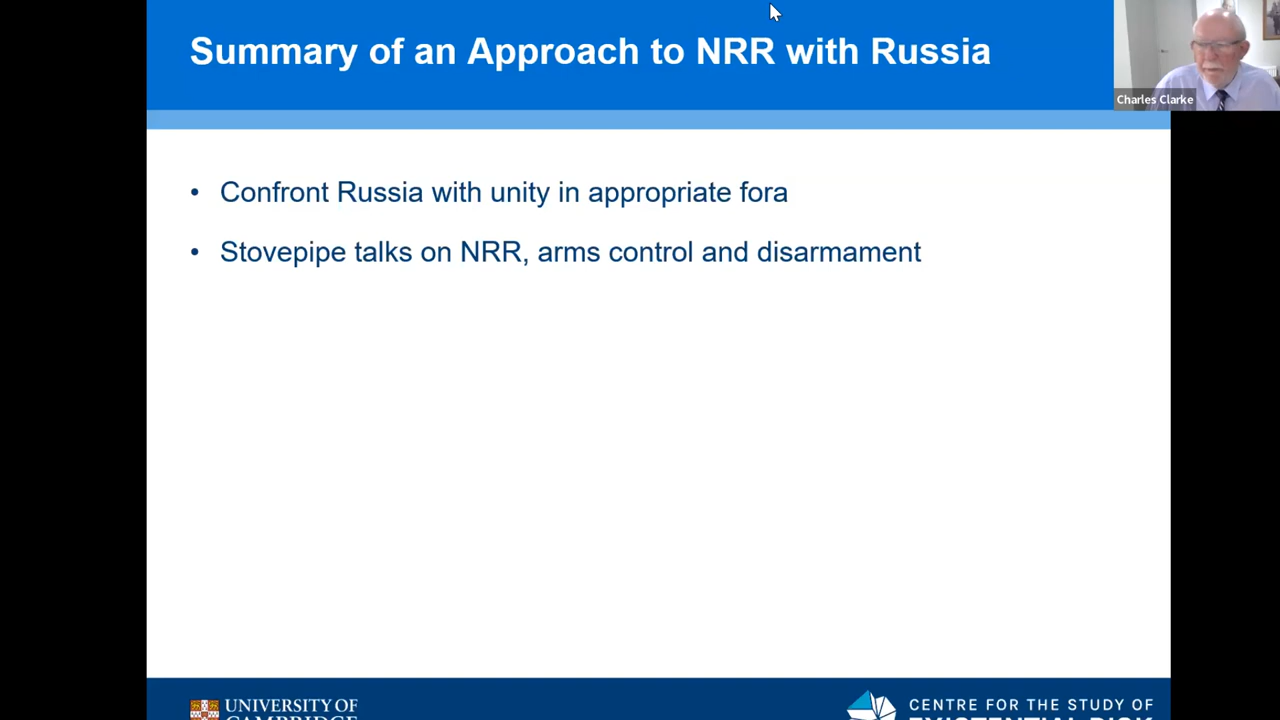 Summary of an Approach to NRR with Russia
Charles Clarke
• Confront Russia with unity in appropriate fora
• Stovepipe talks on NRR, arms control and disarmament
UNIVERSITY OF
CAMBRIDGE
CENTRE FOR THE STUDY OF
EXISTENTIAL RISK